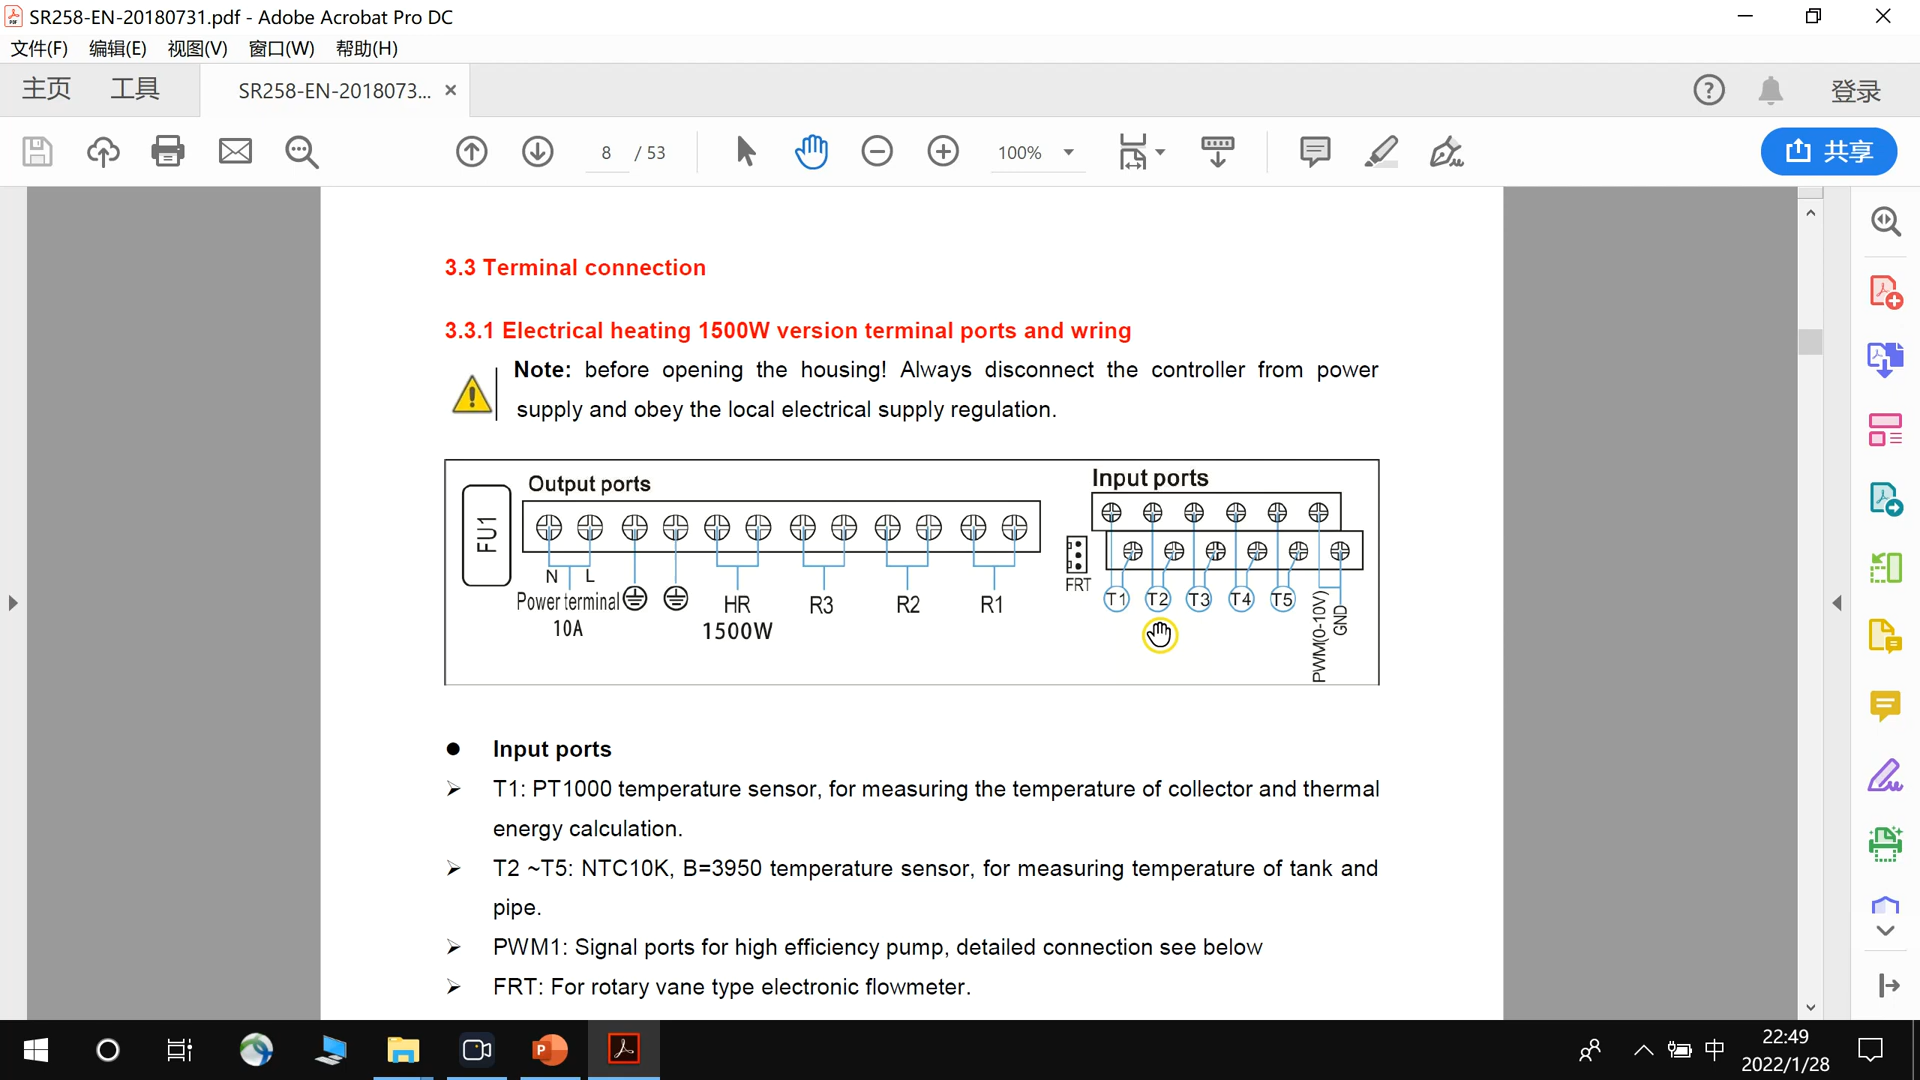 SR258-EN-20180731.pdf - Adobe Acrobat Pro DC
文件(F) 编辑(E) 视图(V) 窗口(W) 帮助(H)
主页 工具 SR258-EN-2018073... × 登录
8 / 53 100% 共享
3.3 Terminal connection
3.3.1 Electrical heating 1500W version terminal ports and wring
Note: before opening the housing! Always disconnect the controller from power
supply and obey the local electrical supply regulation.
Output ports
FU1
N L
Power terminal
10A
HR
1500W
R3
R2
R1
Input ports
FRT
T1 T2 T3 T4 T5
PWM(0-10V)
GND
● Input ports
➢ T1: PT1000 temperature sensor, for measuring the temperature of collector and thermal
energy calculation.
➢ T2 ~T5: NTC10K, B=3950 temperature sensor, for measuring temperature of tank and
pipe.
➢ PWM1: Signal ports for high efficiency pump, detailed connection see below
➢ FRT: For rotary vane type electronic flowmeter.
中
22:49
2022/1/28